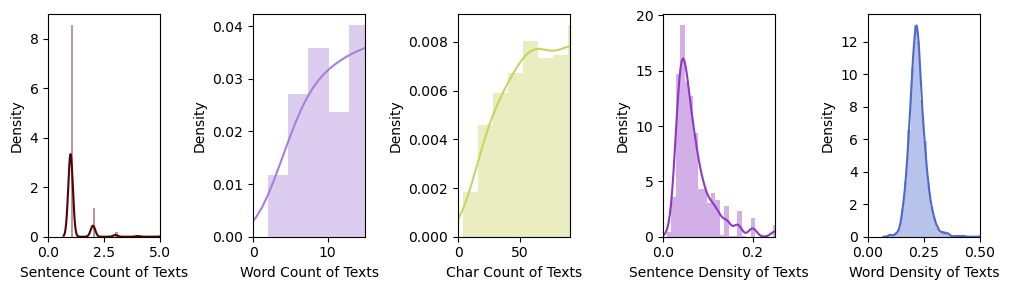 8
6
4
2
0
Density
0.0 2.5 5.0
Sentence Count of Texts
0.04
0.03
0.02
0.01
0.00
Density
0 10
Word Count of Texts
0.008
0.006
0.004
0.002
0.000
Density
0 50
Char Count of Texts
20
15
10
5
0
Density
0.0 0.2
Sentence Density of Texts
12
10
8
6
4
2
0
Density
0.00 0.25 0.50
Word Density of Texts